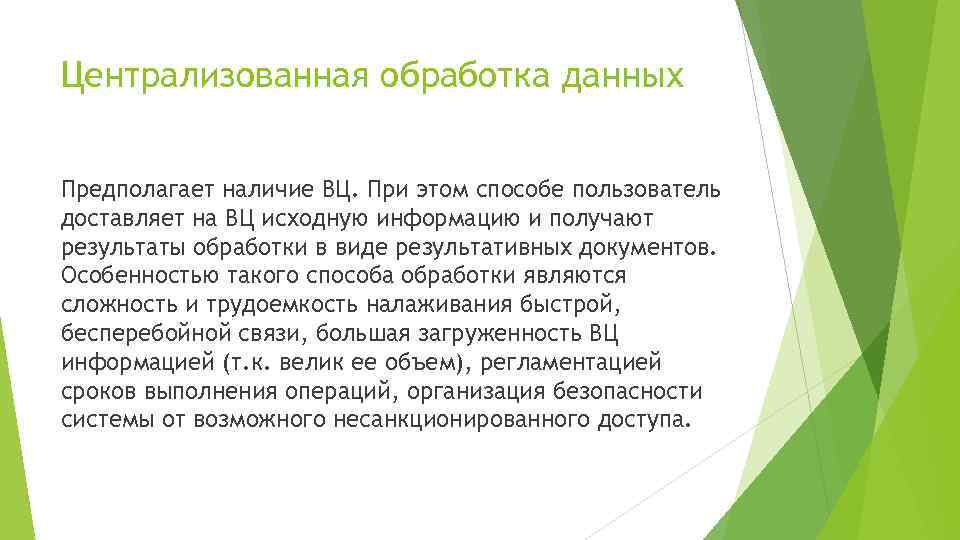 Централизованная обработка данных
Предполагает наличие ВЦ. При этом способе пользователь
доставляет на ВЦ исходную информацию и получают
результаты обработки в виде результативных документов.
Особенностью такого способа обработки являются
сложность и трудоемкость налаживания быстрой,
бесперебойной связи, большая загруженность ВЦ
информацией (т.к. велик ее объем), регламентацией
сроков выполнения операций, организация безопасности
системы от возможного несанкционированного доступа.